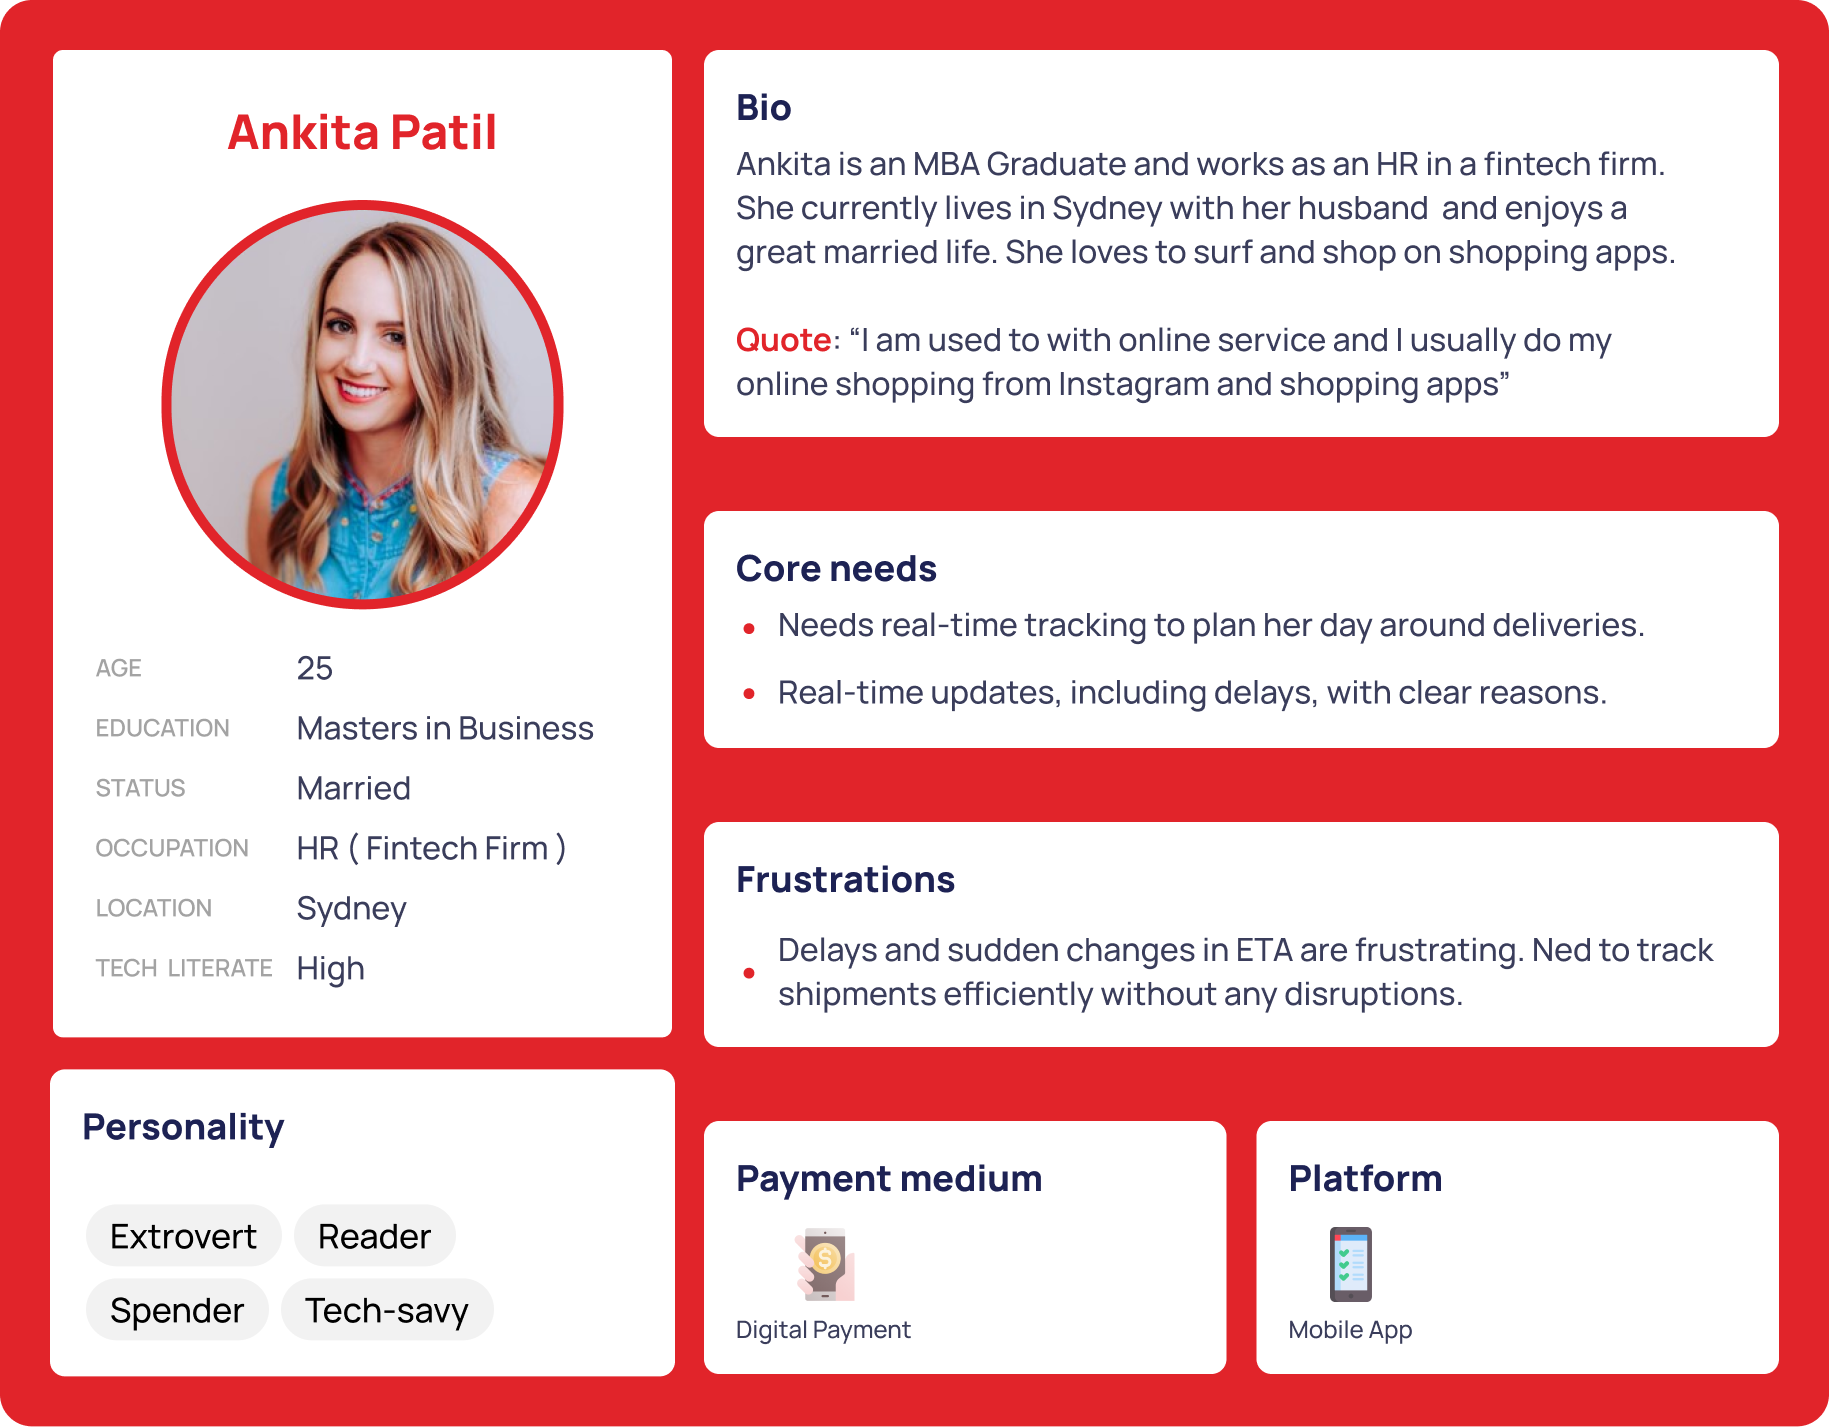 Ankita Patil
AGE 25
EDUCATION Masters in Business
STATUS Married
OCCUPATION HR ( Fintech Firm )
LOCATION Sydney
TECH LITERATE High
Personality
Extrovert Reader
Spender Tech-savy
Bio
Ankita is an MBA Graduate and works as an HR in a fintech firm.
She currently lives in Sydney with her husband and enjoys a
great married life. She loves to surf and shop on shopping apps.
Quote: “I am used to with online service and I usually do my
online shopping from Instagram and shopping apps”
Core needs
• Needs real-time tracking to plan her day around deliveries.
• Real-time updates, including delays, with clear reasons.
Frustrations
• Delays and sudden changes in ETA are frustrating. Ned to track
shipments efficiently without any disruptions.
Payment medium
$
Digital Payment
Platform
Mobile App